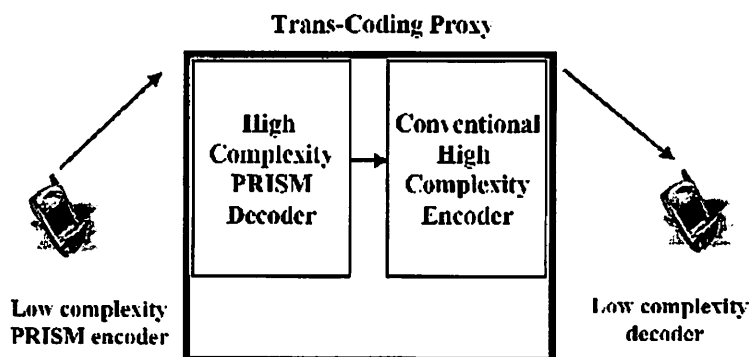 Trans-Coding Proxy
High
Complexity
PRISM
Decoder
Conventional
High
Complexity
Encoder
Low complexity
PRISM encoder
Low complexity
decoder